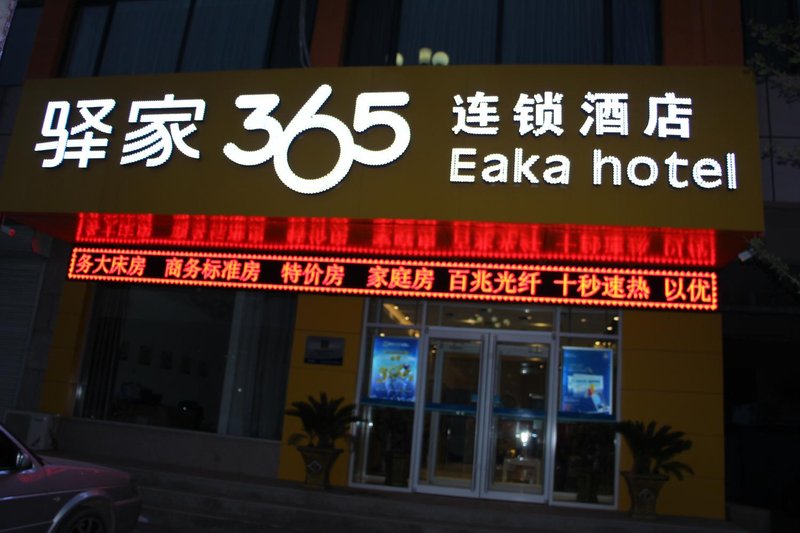 驿家365 连锁酒店
Eaka hotel
务大床房 商务标准房 特价房 家庭房 百兆光纤 十秒速热 以优